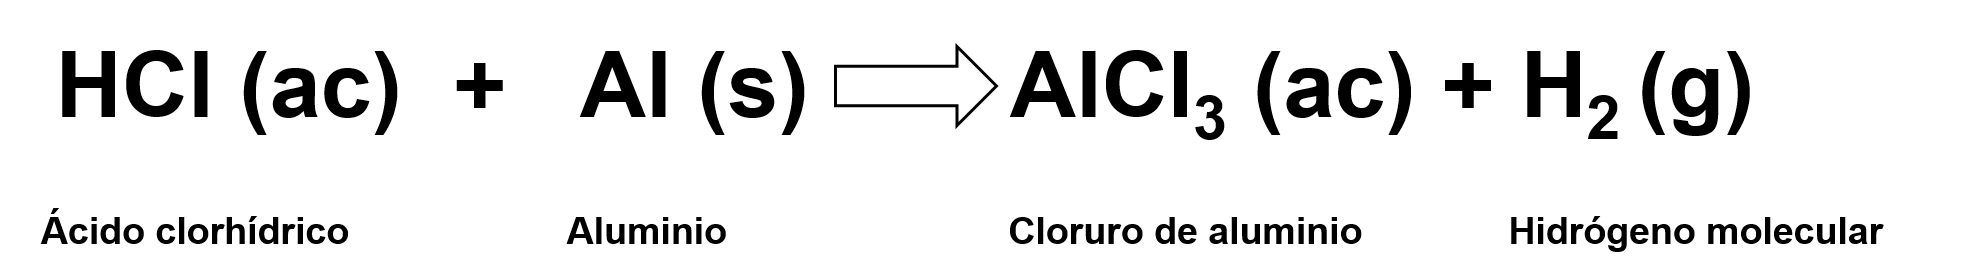 HCl (ac) + Al (s) ⇨ AlCl₃ (ac) + H₂ (g)
Ácido clorhídrico Aluminio Cloruro de aluminio Hidrógeno molecular